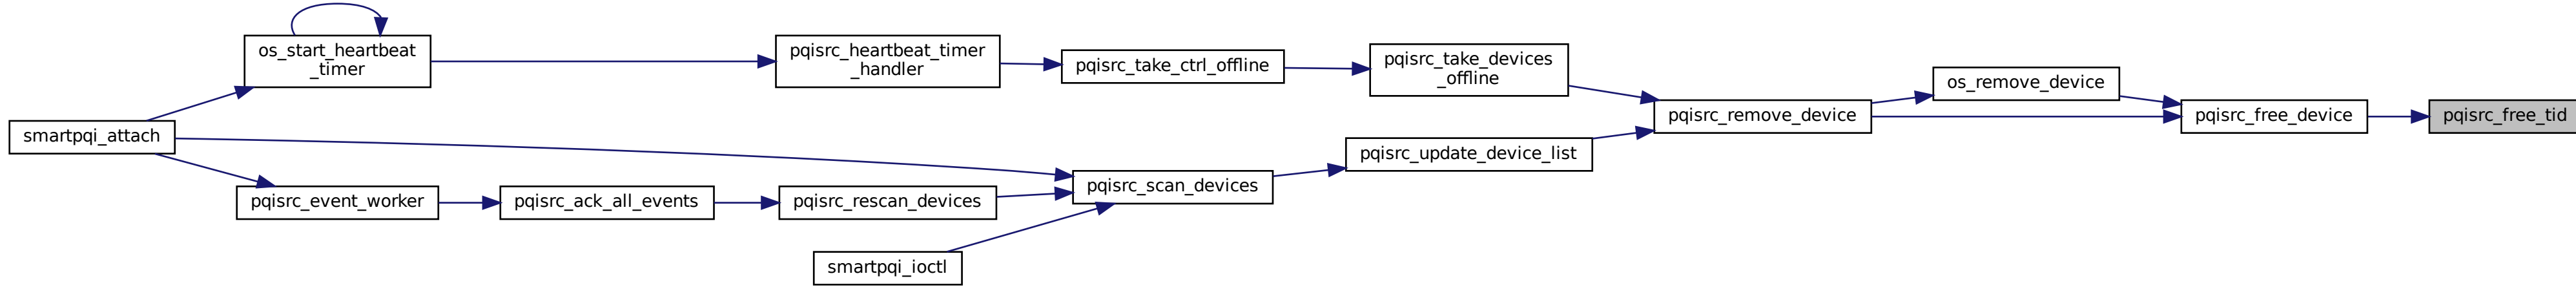 os_start_heartbeat
_timer
pqisrc_heartbeat_timer
_handler
pqisrc_take_ctrl_offline
pqisrc_take_devices
_offline
os_remove_device
pqisrc_remove_device
pqisrc_free_device
pqisrc_free_tid
smartpqi_attach
pqisrc_update_device_list
pqisrc_scan_devices
pqisrc_event_worker
pqisrc_ack_all_events
pqisrc_rescan_devices
smartpqi_ioctl